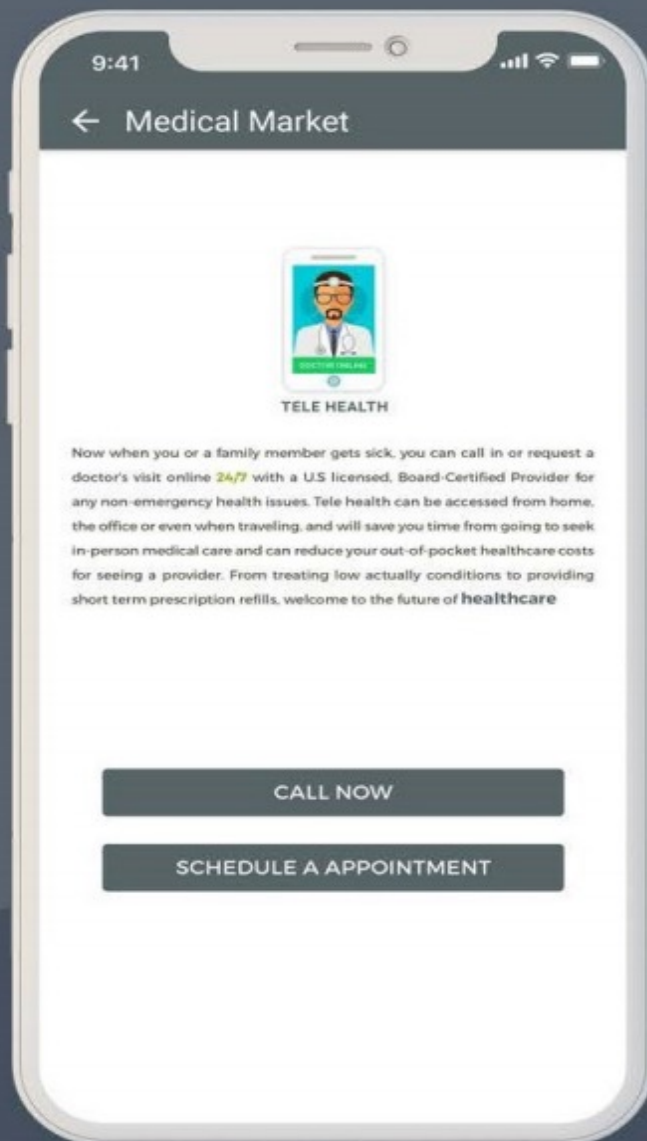 9:41
Medical Market
DOCTOR ONLINE
TELE HEALTH
Now when you or a family member gets sick, you can call in or request a
doctor's visit online 24/7 with a U.S licensed, Board-Certified Provider for
any non-emergency health issues. Tele health can be accessed from home,
the office or even when traveling, and will save you time from going to seek
in-person medical care and can reduce your out-of-pocket healthcare costs
for seeing a provider. From treating low actually conditions to providing
short term prescription refills, welcome to the future of healthcare
CALL NOW
SCHEDULE A APPOINTMENT